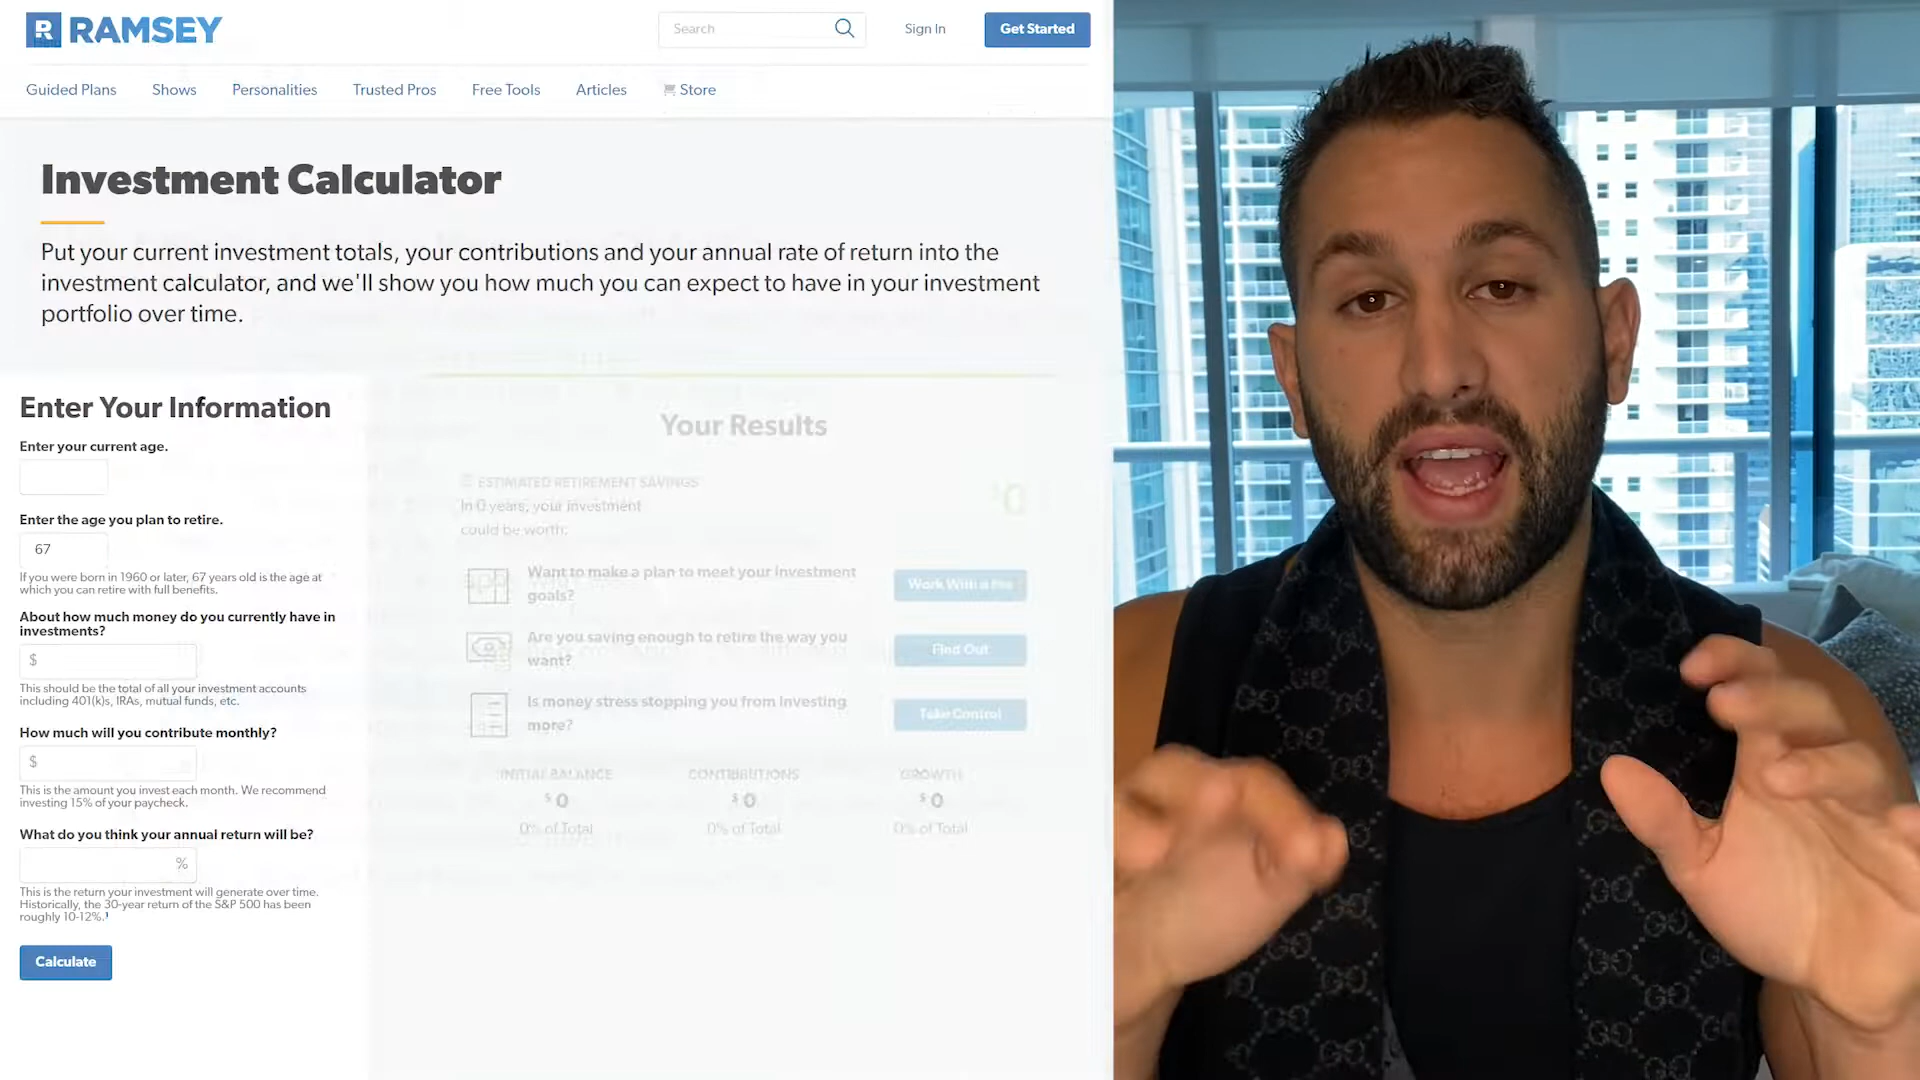 RAMSEY
Search
Sign In
Get Started
Guided Plans
Shows
Personalities
Trusted Pros
Free Tools
Articles
Store
Investment Calculator
Put your current investment totals, your contributions and your annual rate of return into the
investment calculator, and we'll show you how much you can expect to have in your investment
portfolio over time.
Enter Your Information
Enter your current age.
Enter the age you plan to retire.
67
If you were born in 1960 or later, 67 years old is the age at
which you can retire with full benefits.
About how much money do you currently have in
investments?
$
This should be the total of all your investment accounts
including 401(k)s, IRAs, mutual funds, etc.
How much will you contribute monthly?
$
This is the amount you invest each month. We recommend
investing 15% of your paycheck.
What do you think your annual return will be?
%
This is the return your investment will generate over time.
Historically, the 30-year return of the S&P 500 has been
roughly 10-12%.¹
Calculate
Your Results
ESTIMATED RETIREMENT SAVINGS
In 0 years, your investment
could be worth:
$0
Want to make a plan to meet your investment
goals?
Work With a Pro
Are you saving enough to retire the way you
want?
Find Out
Is money stress stopping you from investing
more?
Take Control
INITIAL BALANCE
$0
0% of Total
CONTRIBUTIONS
$0
0% of Total
GROWTH
$0
0% of Total